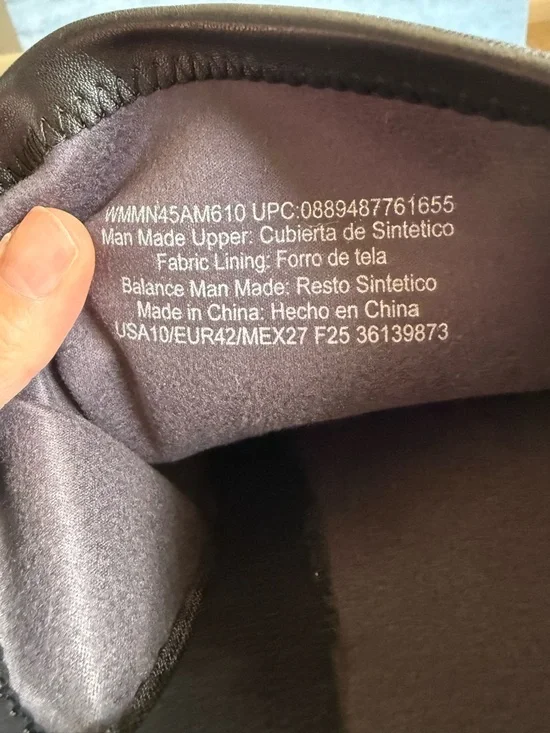 WMMN45AM610 UPC:0889487761655
Man Made Upper: Cubierta de Sintetico
Fabric Lining: Forro de tela
Balance Man Made: Resto Sintetico
Made in China: Hecho en China
USA10/EUR42/MEX27 F25 36139873